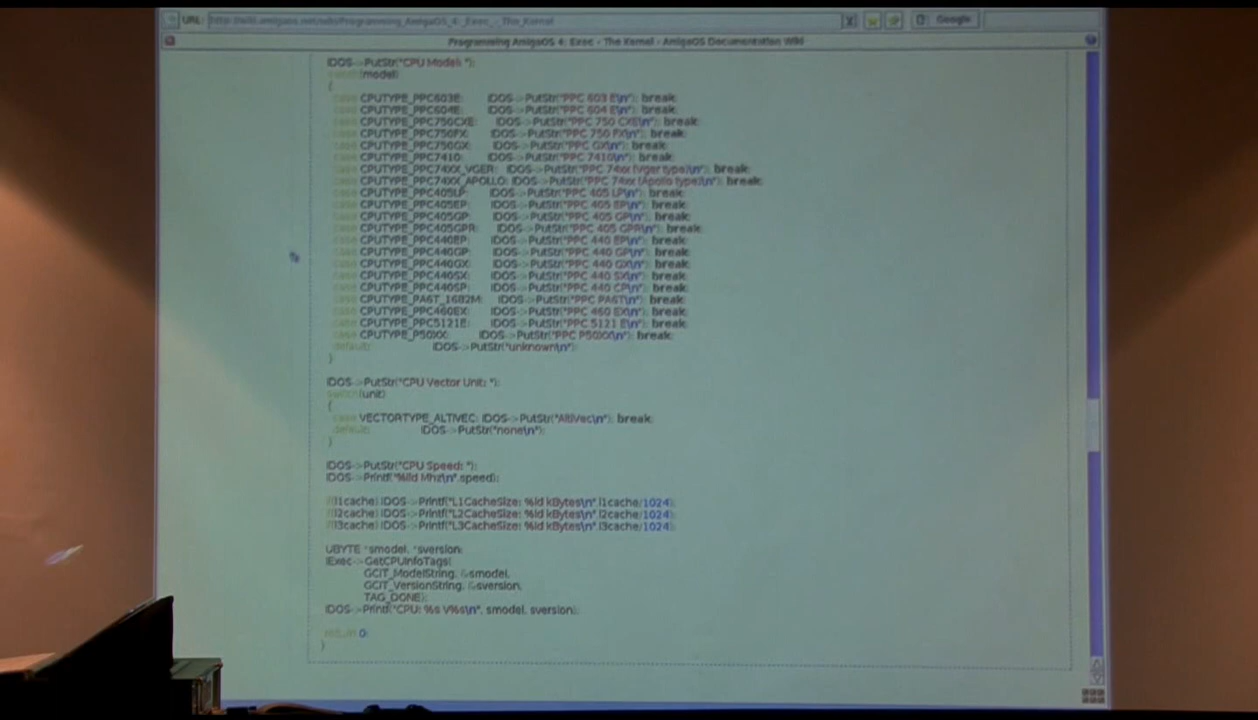 URL: http://wiki.amigaos.net/wiki/Programming_AmigaOS_4:_Exec_-_The_Kernel
Google
Programming AmigaOS 4: Exec - The Kernel - AmigaOS Documentation Wiki
IDOS->PutStr("CPU Model: ");
switch(model)
{
case CPUTYPE_PPC603E: IDOS->PutStr("PPC 603 E\n"); break;
case CPUTYPE_PPC604E: IDOS->PutStr("PPC 604 E\n"); break;
case CPUTYPE_PPC750CXE: IDOS->PutStr("PPC 750 CXE\n"); break;
case CPUTYPE_PPC750FX: IDOS->PutStr("PPC 750 FX\n"); break;
case CPUTYPE_PPC750GX: IDOS->PutStr("PPC GX\n"); break;
case CPUTYPE_PPC7410: IDOS->PutStr("PPC 7410\n"); break;
case CPUTYPE_PPC74XX_VGER: IDOS->PutStr("PPC 74xx (Vger type)\n"); break;
case CPUTYPE_PPC74XX_APOLLO: IDOS->PutStr("PPC 74xx (Apollo type)\n"); break;
case CPUTYPE_PPC405LP: IDOS->PutStr("PPC 405 LP\n"); break;
case CPUTYPE_PPC405EP: IDOS->PutStr("PPC 405 EP\n"); break;
case CPUTYPE_PPC405GP: IDOS->PutStr("PPC 405 GP\n"); break;
case CPUTYPE_PPC405GPR: IDOS->PutStr("PPC 405 GPR\n"); break;
case CPUTYPE_PPC440EP: IDOS->PutStr("PPC 440 EP\n"); break;
case CPUTYPE_PPC440GP: IDOS->PutStr("PPC 440 GP\n"); break;
case CPUTYPE_PPC440GX: IDOS->PutStr("PPC 440 GX\n"); break;
case CPUTYPE_PPC440SX: IDOS->PutStr("PPC 440 SX\n"); break;
case CPUTYPE_PPC440SP: IDOS->PutStr("PPC 440 CP\n"); break;
case CPUTYPE_PA6T_1682M: IDOS->PutStr("PPC PA6T\n"); break;
case CPUTYPE_PPC460EX: IDOS->PutStr("PPC 460 EX\n"); break;
case CPUTYPE_PPC5121E: IDOS->PutStr("PPC 5121 E\n"); break;
case CPUTYPE_P50XX: IDOS->PutStr("PPC P50XX\n"); break;
default: IDOS->PutStr("unknown\n");
}
IDOS->PutStr("CPU Vector Unit: ");
switch(unit)
{
case VECTORTYPE_ALTIVEC: IDOS->PutStr("AltiVec\n"); break;
default: IDOS->PutStr("none\n");
}
IDOS->PutStr("CPU Speed: ");
IDOS->Printf("%lld Mhz\n",speed);
if(l1cache) IDOS->Printf("L1CacheSize: %ld kBytes\n",l1cache/1024);
if(l2cache) IDOS->Printf("L2CacheSize: %ld kBytes\n",l2cache/1024);
if(l3cache) IDOS->Printf("L3CacheSize: %ld kBytes\n",l3cache/1024);
UBYTE *smodel, *sversion;
IExec->GetCPUInfoTags(
GCIT_ModelString, &smodel,
GCIT_VersionString, &sversion,
TAG_DONE);
IDOS->Printf("CPU: %s V%s\n", smodel, sversion);
return 0;
}